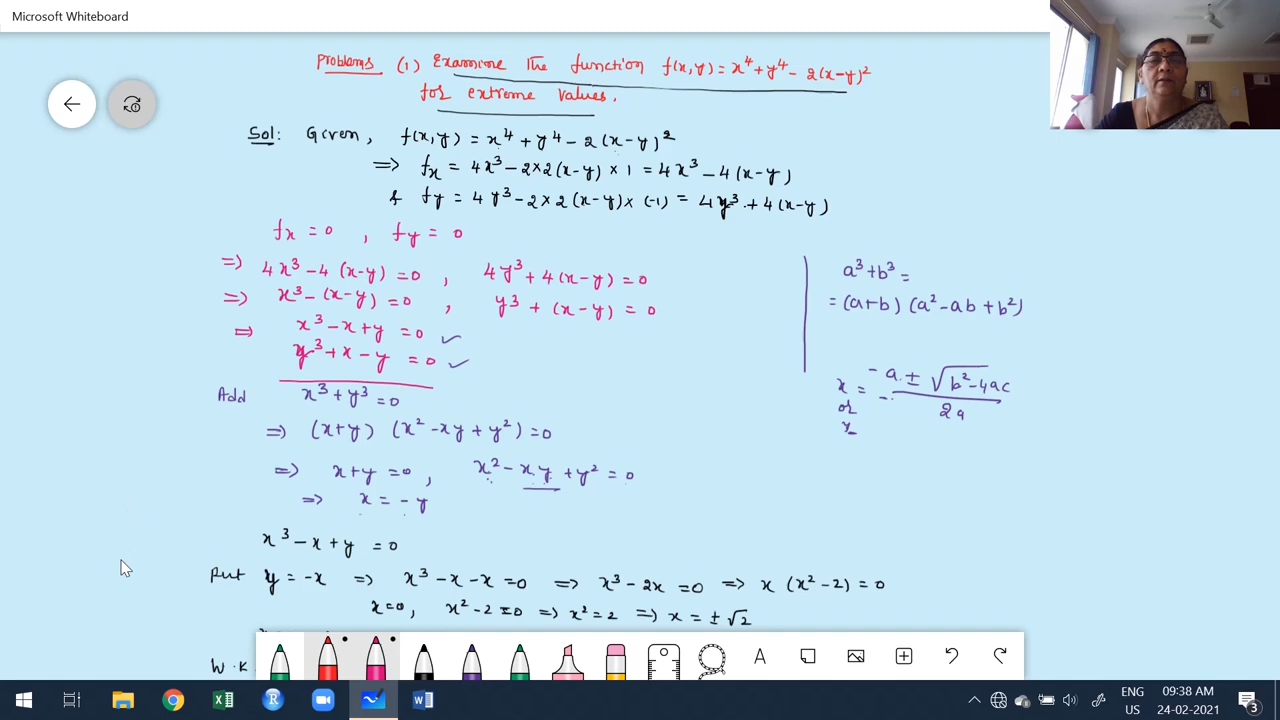 Microsoft Whiteboard
Problems (1) Examine The function f(x,y) = x⁴ + y⁴ - 2(x-y)²
for extreme values.
Sol: Given, f(x,y) = x⁴ + y⁴ - 2(x-y)²
=> fx = 4x³ - 2×2(x-y) × 1 = 4x³ - 4(x-y)
& fy = 4y³ - 2×2(x-y) × (-1) = 4y³ + 4(x-y)
fx = 0 , fy = 0
=> 4x³ - 4(x-y) = 0 , 4y³ + 4(x-y) = 0
=> x³ - (x-y) = 0 , y³ + (x-y) = 0
=> x³ - x + y = 0 ✓
y³ + x - y = 0 ✓
Add x³ + y³ = 0
=> (x+y) (x² - xy + y²) = 0
=> x+y = 0 , x² - xy + y² = 0
=> x = -y
x³ - x + y = 0
Put y = -x => x³ - x - x = 0 => x³ - 2x = 0 => x (x² - 2) = 0
x=0, x² - 2 = 0 => x² = 2 => x = ±√2
W.K
a³ + b³ =
= (a+b) (a² - ab + b²)
x = -a ± √b² - 4ac
or 2a
A
ENG
US
09:38 AM
24-02-2021
3